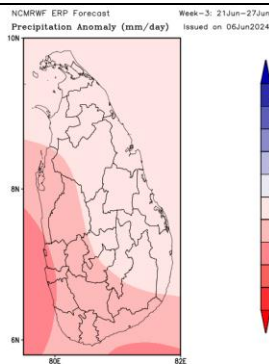 NCMRWF ERP Forecast Week-3: 21Jun-27Jun
Precipitation Anomaly (mm/day) Issued on 06Jun2024
10N
8N
6N
80E 82E